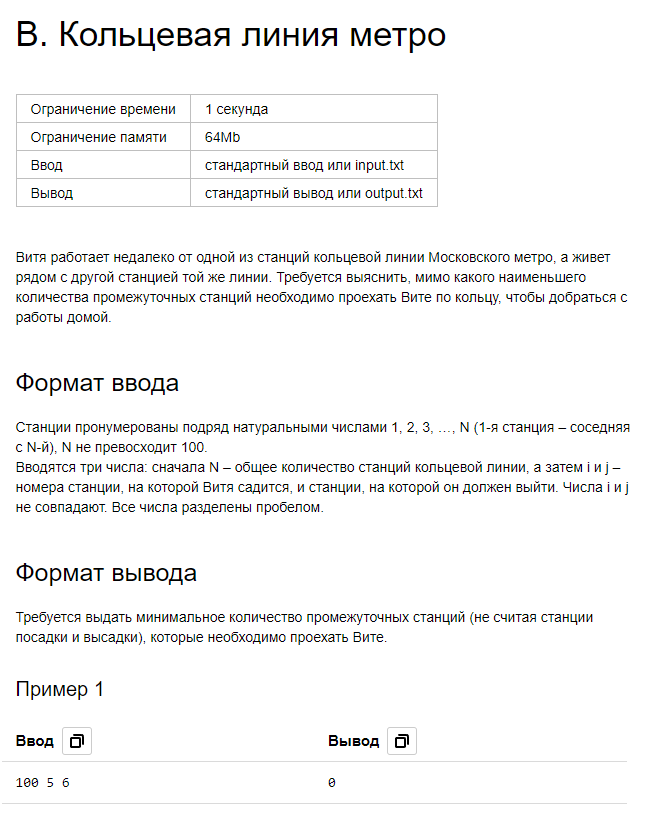 В. Кольцевая линия метро
Ограничение времени 1 секунда
Ограничение памяти 64Mb
Ввод стандартный ввод или input.txt
Вывод стандартный вывод или output.txt
Витя работает недалеко от одной из станций кольцевой линии Московского метро, а живет
рядом с другой станцией той же линии. Требуется выяснить, мимо какого наименьшего
количества промежуточных станций необходимо проехать Вите по кольцу, чтобы добраться с
работы домой.
Формат ввода
Станции пронумерованы подряд натуральными числами 1, 2, 3, …, N (1-я станция – соседняя
с N-й), N не превосходит 100.
Вводятся три числа: сначала N – общее количество станций кольцевой линии, а затем i и j –
номера станции, на которой Витя садится, и станции, на которой он должен выйти. Числа i и j
не совпадают. Все числа разделены пробелом.
Формат вывода
Требуется выдать минимальное количество промежуточных станций (не считая станции
посадки и высадки), которые необходимо проехать Вите.
Пример 1
Ввод Вывод
100 5 6 0